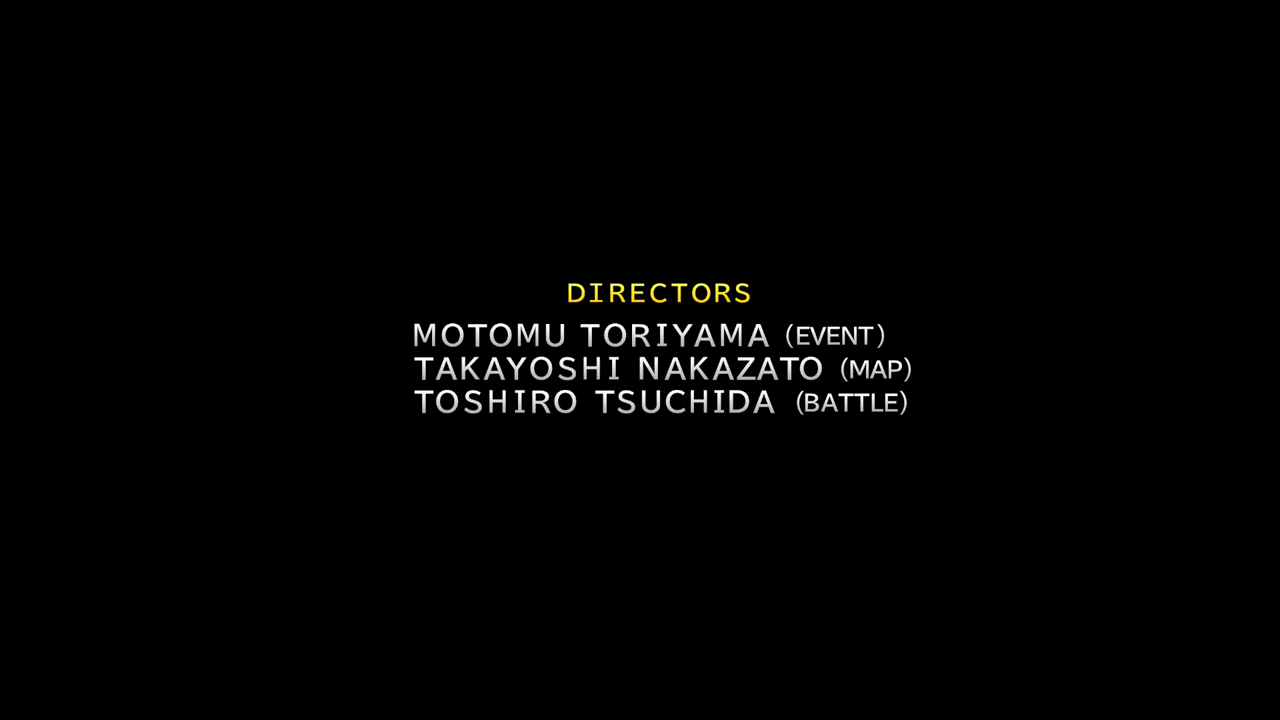 DIRECTORS
MOTOMU TORIYAMA (EVENT)
TAKAYOSHI NAKAZATO (MAP)
TOSHIRO TSUCHIDA (BATTLE)